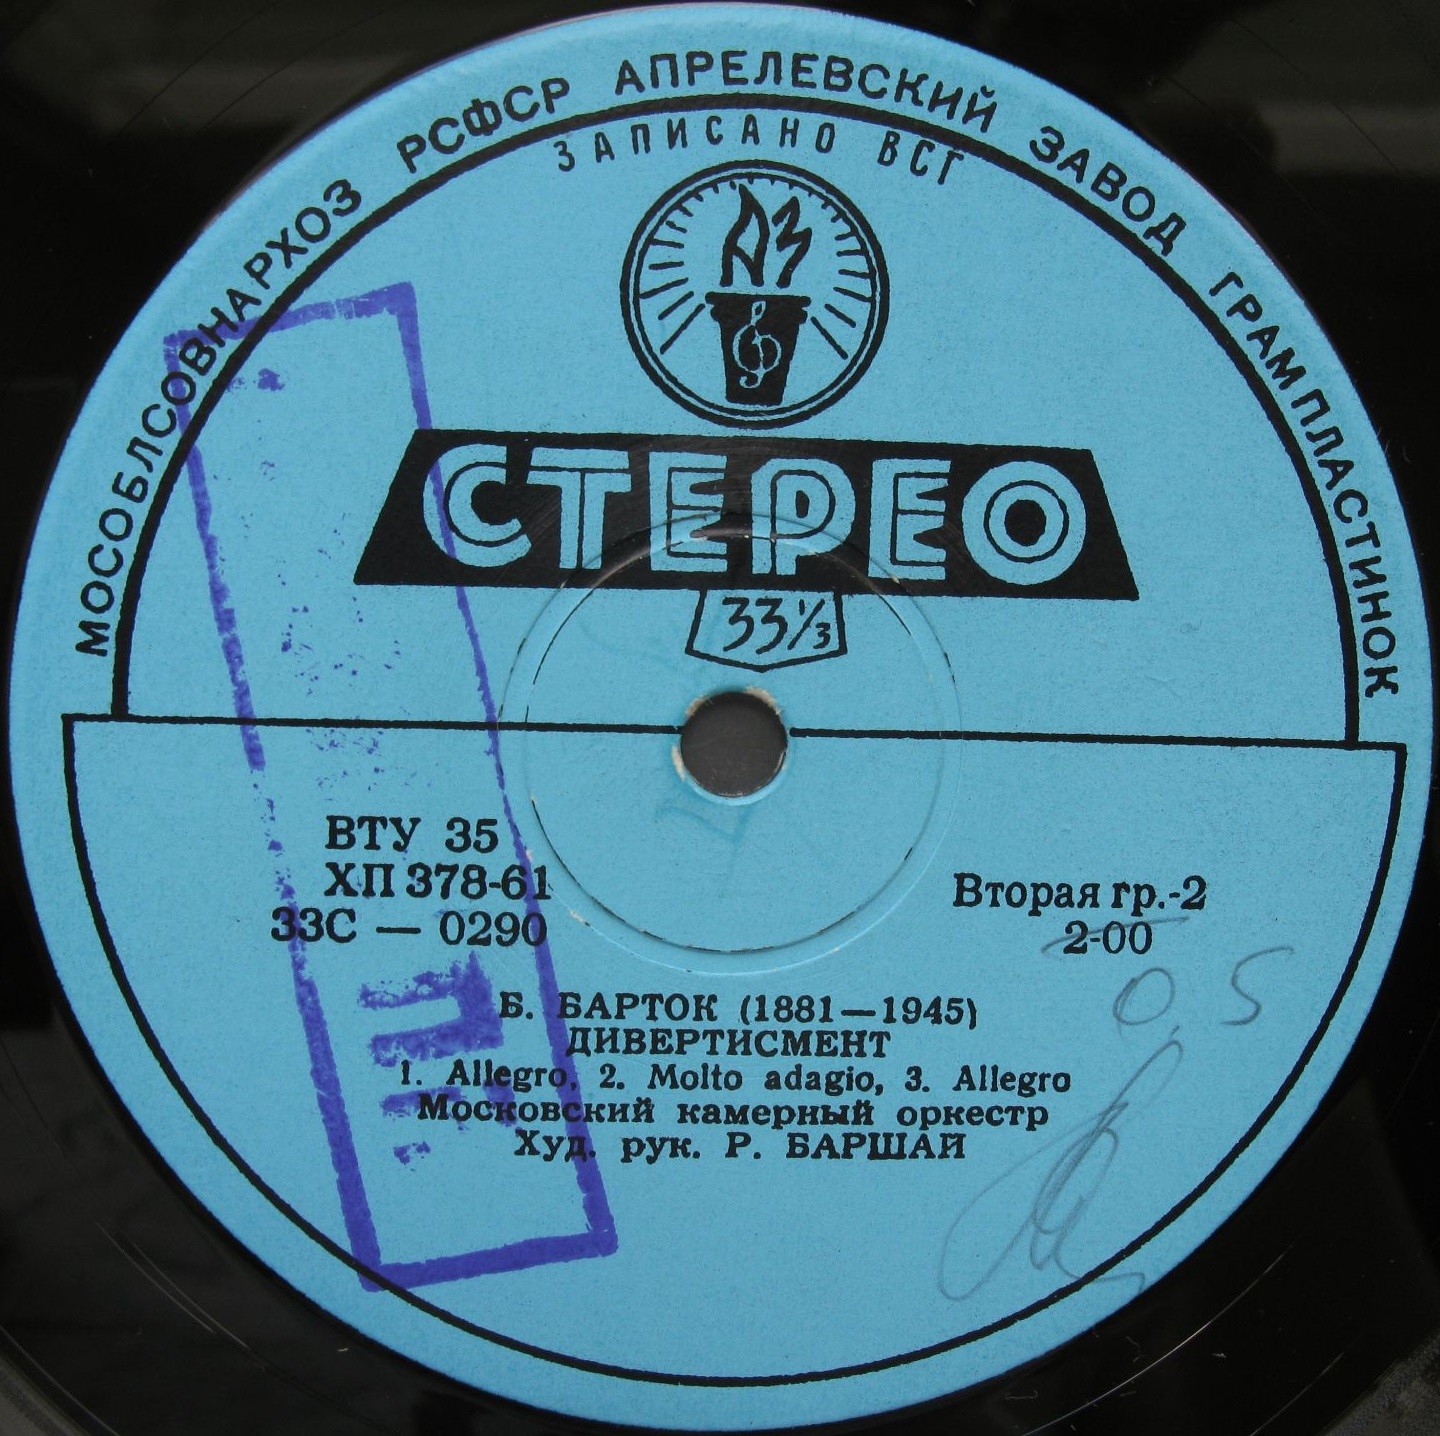 МОСОБЛСОВНАРХОЗ РСФСР АПРЕЛЕВСКИЙ ЗАВОД ГРАМПЛАСТИНОК
ЗАПИСАНО ВСГ
АЗ
СТЕРЕО
33⅓
ВТУ 35
ХП 378-61
33С — 0290
Вторая гр.-2
2-00
0,5
Б. БАРТОК (1881—1945)
ДИВЕРТИСМЕНТ
1. Allegro, 2. Molto adagio, 3. Allegro
Московский камерный оркестр
Худ. рук. Р. БАРШАЙ